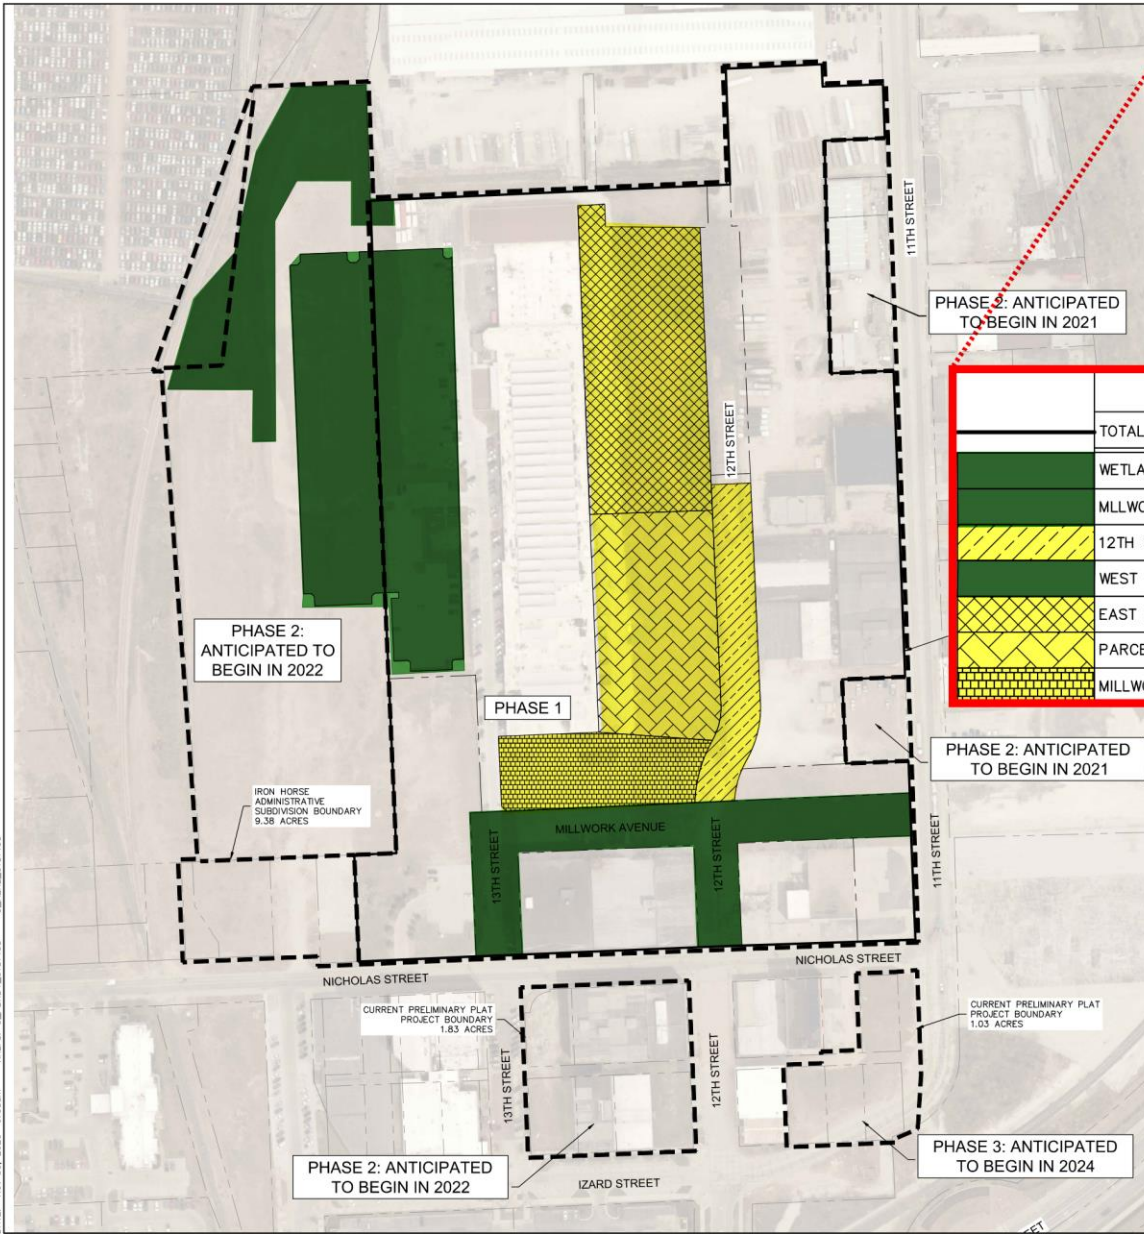 11TH STREET
PHASE 2: ANTICIPATED
TO BEGIN IN 2021
12TH STREET
TOTAL
WETLA
MLLWO
12TH
WEST
EAST
PARCE
MILLWO
PHASE 2:
ANTICIPATED TO
BEGIN IN 2022
PHASE 1
PHASE 2: ANTICIPATED
TO BEGIN IN 2021
IRON HORSE
ADMINISTRATIVE
SUBDIVISION BOUNDARY
9.38 ACRES
MILLWORK AVENUE
13TH STREET
12TH STREET
11TH STREET
NICHOLAS STREET
NICHOLAS STREET
CURRENT PRELIMINARY PLAT
PROJECT BOUNDARY
1.83 ACRES
CURRENT PRELIMINARY PLAT
PROJECT BOUNDARY
1.03 ACRES
13TH STREET
12TH STREET
PHASE 2: ANTICIPATED
TO BEGIN IN 2022
IZARD STREET
PHASE 3: ANTICIPATED
TO BEGIN IN 2024